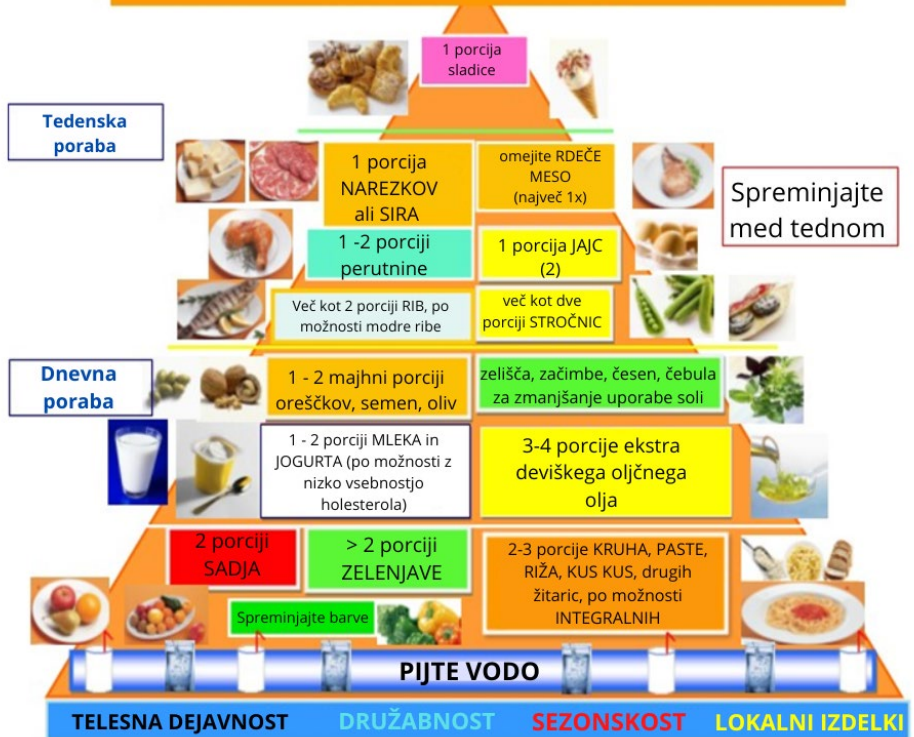 1 porcija
sladice
Tedenska
poraba
1 porcija
NAREZKOV
ali SIRA
omejite RDEČE
MESO
(največ 1x)
Spreminjajte
med tednom
1 -2 porciji
perutnine
1 porcija JAJC
(2)
Več kot 2 porciji RIB, po
možnosti modre ribe
več kot dve
porciji STROČNIC
Dnevna
poraba
1 - 2 majhni porciji
oreščkov, semen, oliv
zelišča, začimbe, česen, čebula
za zmanjšanje uporabe soli
1 - 2 porciji MLEKA in
JOGURTA (po možnosti z
nizko vsebnostjo
holesterola)
3-4 porcije ekstra
deviškega oljčnega
olja
2 porciji
SADJA
> 2 porciji
ZELENJAVE
2-3 porcije KRUHA, PASTE,
RIŽA, KUS KUS, drugih
žitaric, po možnosti
INTEGRALNIH
Spreminjajte barve
PIJTE VODO
TELESNA DEJAVNOST DRUŽABNOST SEZONSKOST LOKALNI IZDELKI